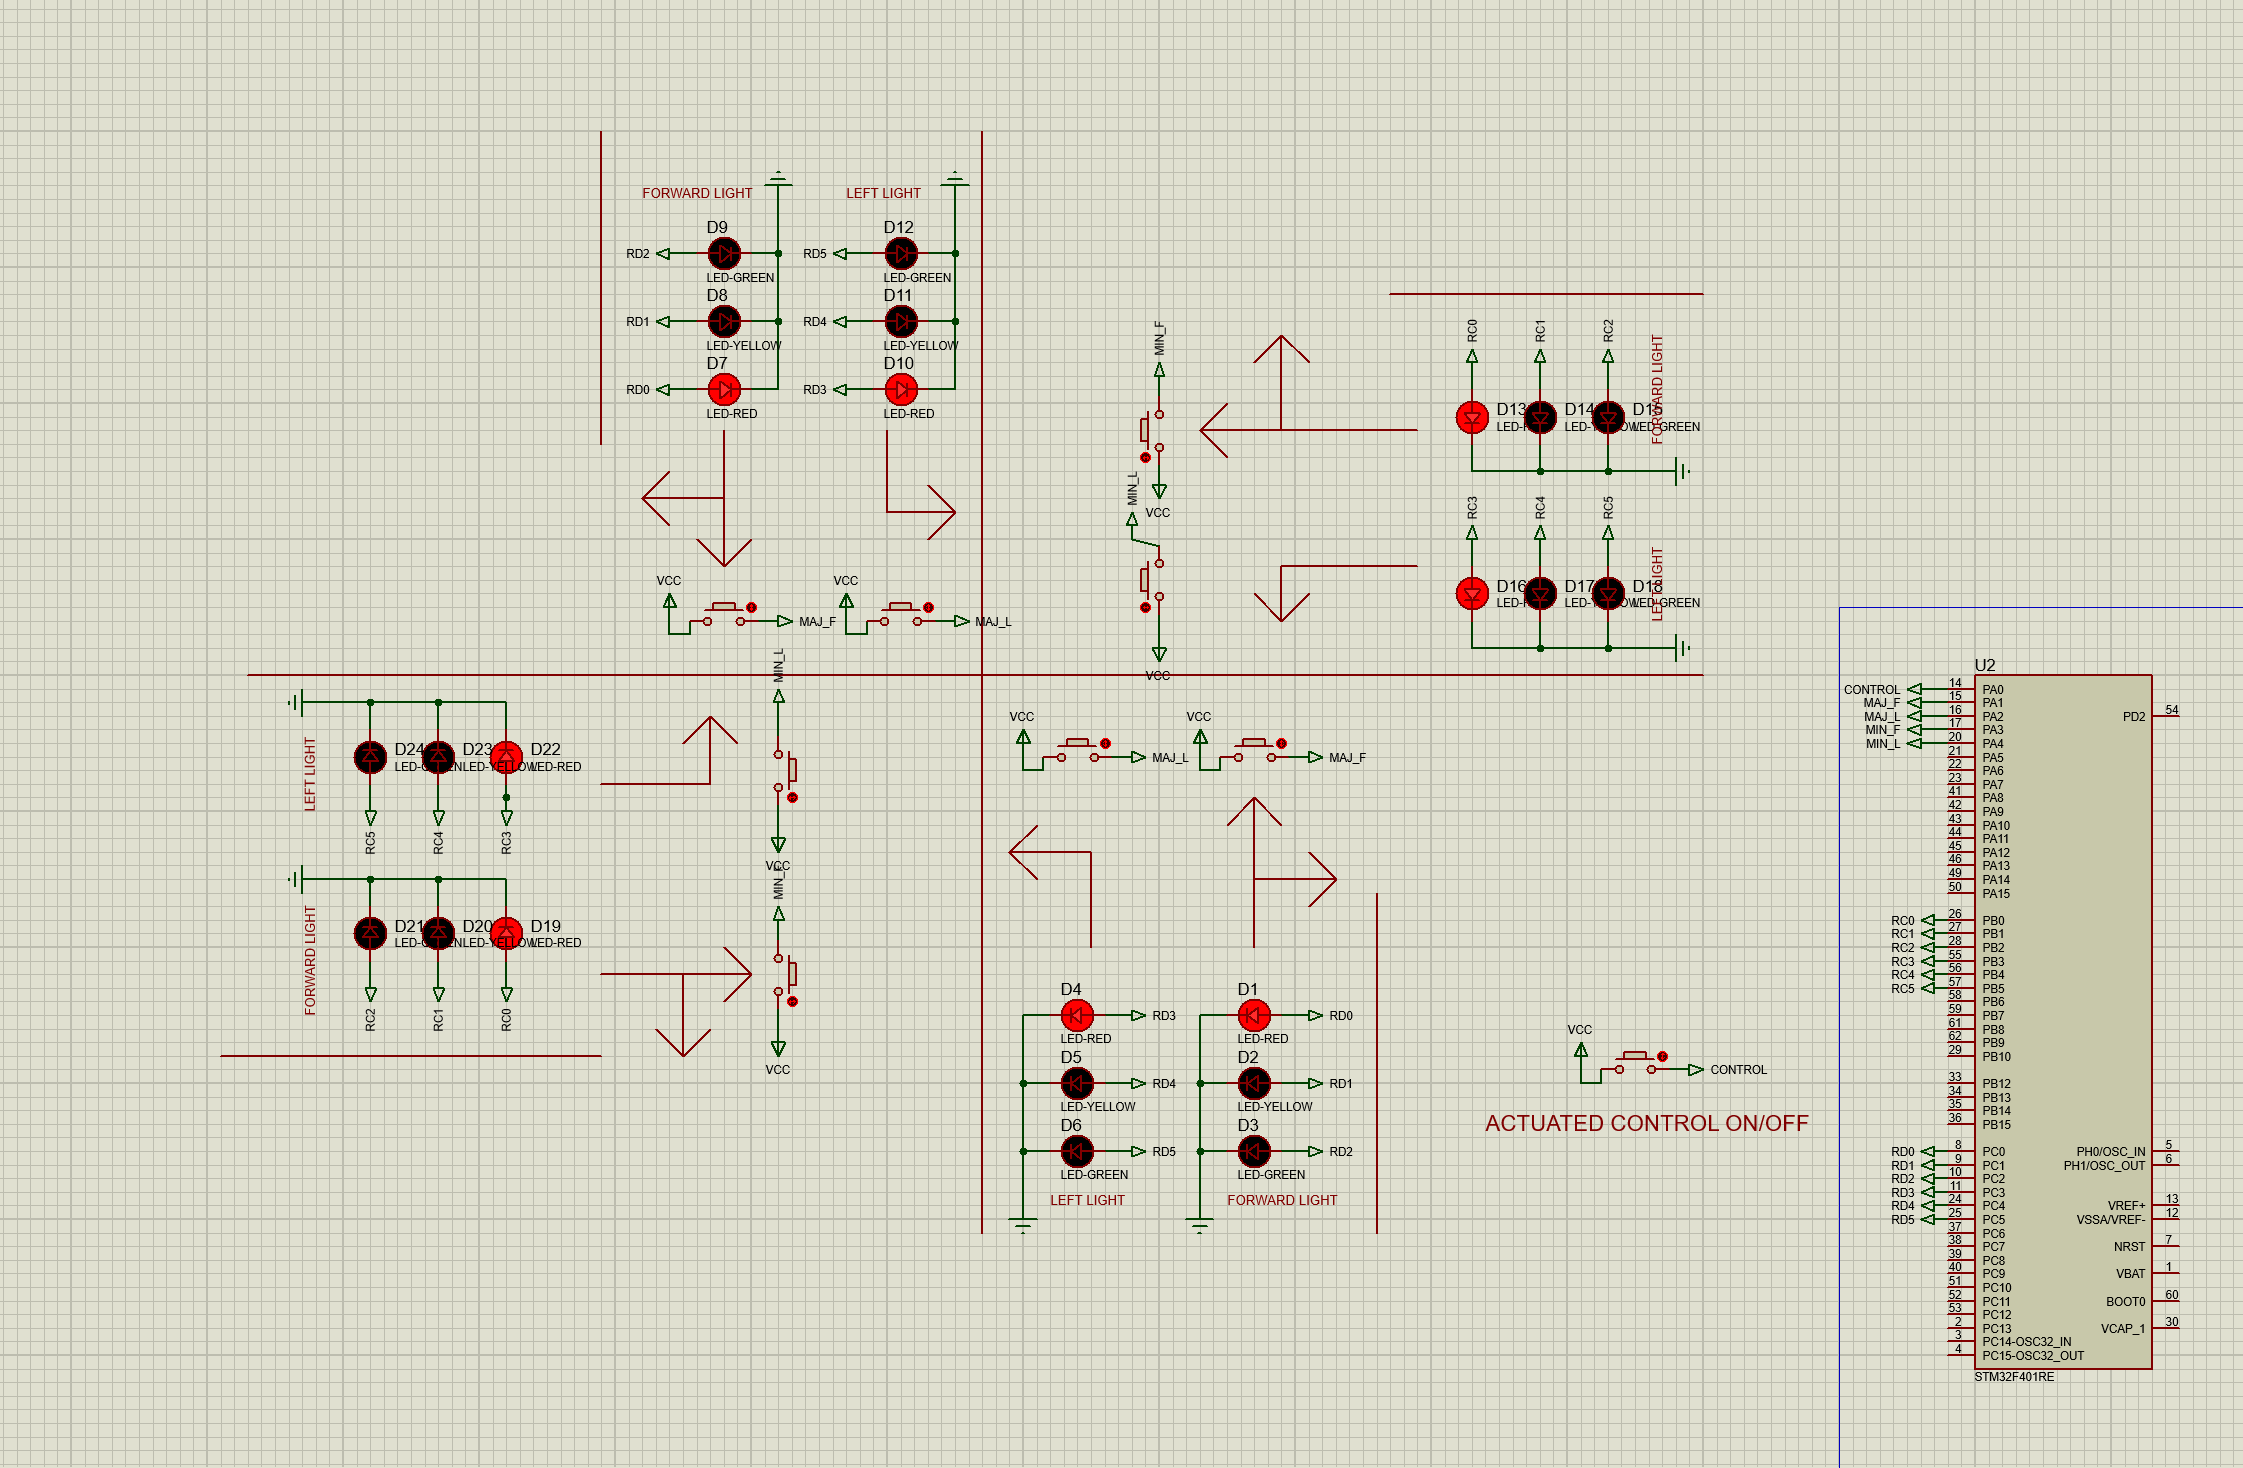 FORWARD LIGHT
LEFT LIGHT
D9
RD2
LED-GREEN
D8
RD1
LED-YELLOW
D7
RD0
LED-RED
D12
RD5
LED-GREEN
D11
RD4
LED-YELLOW
D10
RD3
LED-RED
VCC
MAJ_F
VCC
MAJ_L
MIN_F
VCC
MIN_L
VCC
RC0
RC1
RC2
D13
D14
D15
LED-GREEN
FORWARD LIGHT
RC3
RC4
RC5
D16
D17
D18
LED-GREEN
LEFT LIGHT
LEFT LIGHT
D24
D23
D22
LED-YELLOW
LED-RED
RC5
RC4
RC3
FORWARD LIGHT
D21
D20
D19
LED-YELLOW
LED-RED
RC2
RC1
RC0
MIN_L
VCC
MIN_F
VCC
VCC
MAJ_L
VCC
MAJ_F
D4
RD3
LED-RED
D5
RD4
LED-YELLOW
D6
RD5
LED-GREEN
LEFT LIGHT
D1
RD0
LED-RED
D2
RD1
LED-YELLOW
D3
RD2
LED-GREEN
FORWARD LIGHT
VCC
CONTROL
ACTUATED CONTROL ON/OFF
U2
CONTROL 14 PA0
MAJ_F 15 PA1
MAJ_L 16 PA2
MIN_F 17 PA3
MIN_L 20 PA4
21 PA5
22 PA6
23 PA7
41 PA8
42 PA9
43 PA10
44 PA11
45 PA12
46 PA13
49 PA14
50 PA15
RC0 26 PB0
RC1 27 PB1
RC2 28 PB2
RC3 55 PB3
RC4 56 PB4
RC5 57 PB5
58 PB6
59 PB7
61 PB8
62 PB9
29 PB10
33 PB12
34 PB13
35 PB14
36 PB15
RD0 8 PC0
RD1 9 PC1
RD2 10 PC2
RD3 11 PC3
RD4 24 PC4
RD5 25 PC5
37 PC6
38 PC7
39 PC8
40 PC9
51 PC10
52 PC11
53 PC12
2 PC13
3 PC14-OSC32_IN
4 PC15-OSC32_OUT
PD2 54
PH0/OSC_IN 5
PH1/OSC_OUT 6
VREF+ 13
VSSA/VREF- 12
NRST 7
VBAT 1
BOOT0 60
VCAP_1 30
STM32F401RE